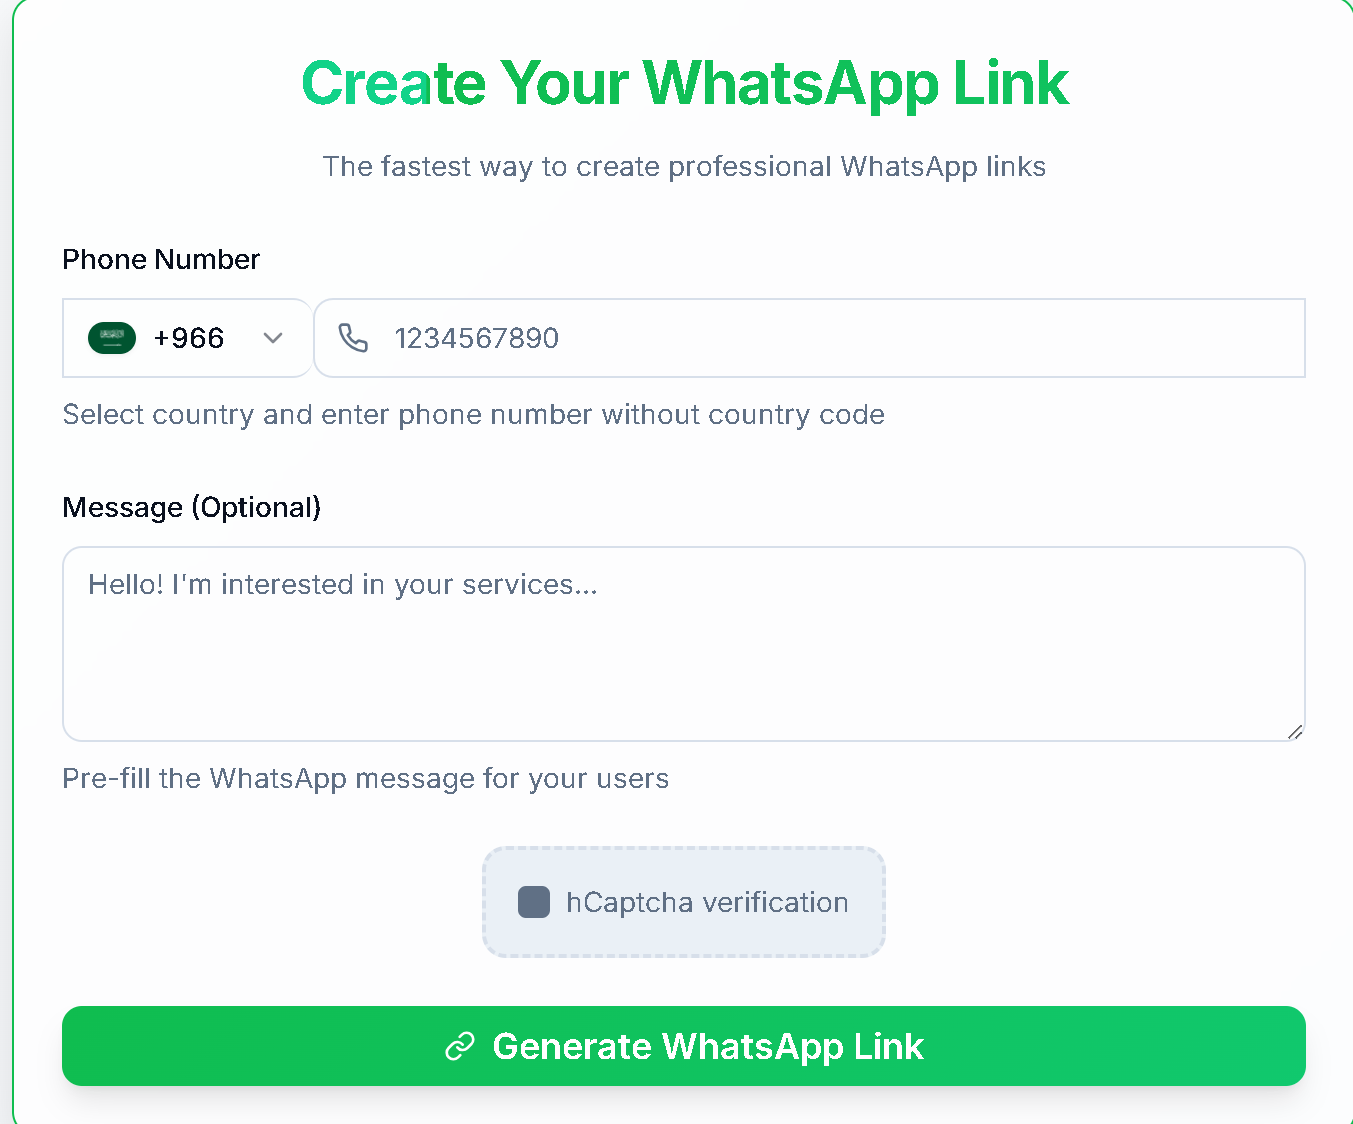 Create Your WhatsApp Link
The fastest way to create professional WhatsApp links
Phone Number
+966
1234567890
Select country and enter phone number without country code
Message (Optional)
Hello! I'm interested in your services...
Pre-fill the WhatsApp message for your users
hCaptcha verification
Generate WhatsApp Link